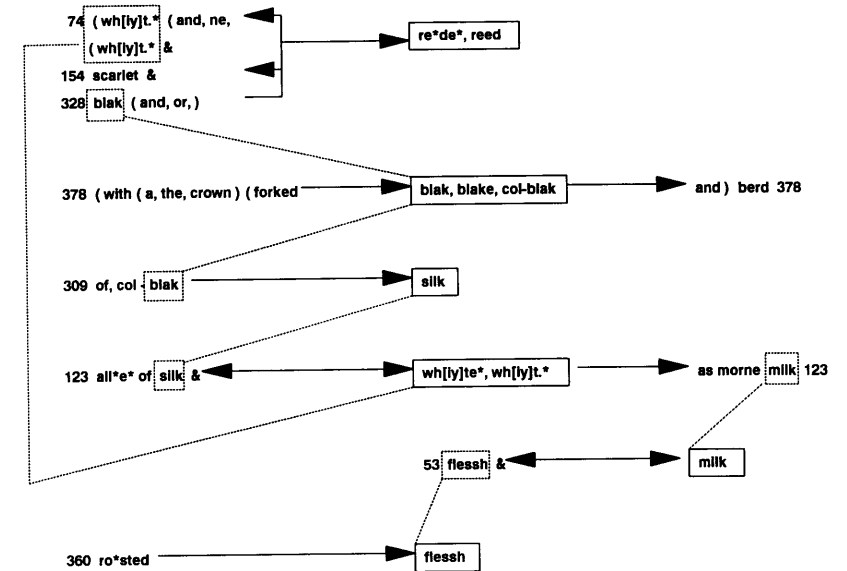 74 (wh[iy]t.* (and, ne,
(wh[iy]t.* &
re*de*, reed
154 scarlet &
328 blak (and, or,)
378 (with (a, the, crown) (forked
blak, blake, col-blak
and) berd 378
309 of, col - blak
silk
123 all*e* of silk &
wh[iy]te*, wh[iy]t.*
as morne milk 123
53 flessh &
milk
360 ro*sted
flessh